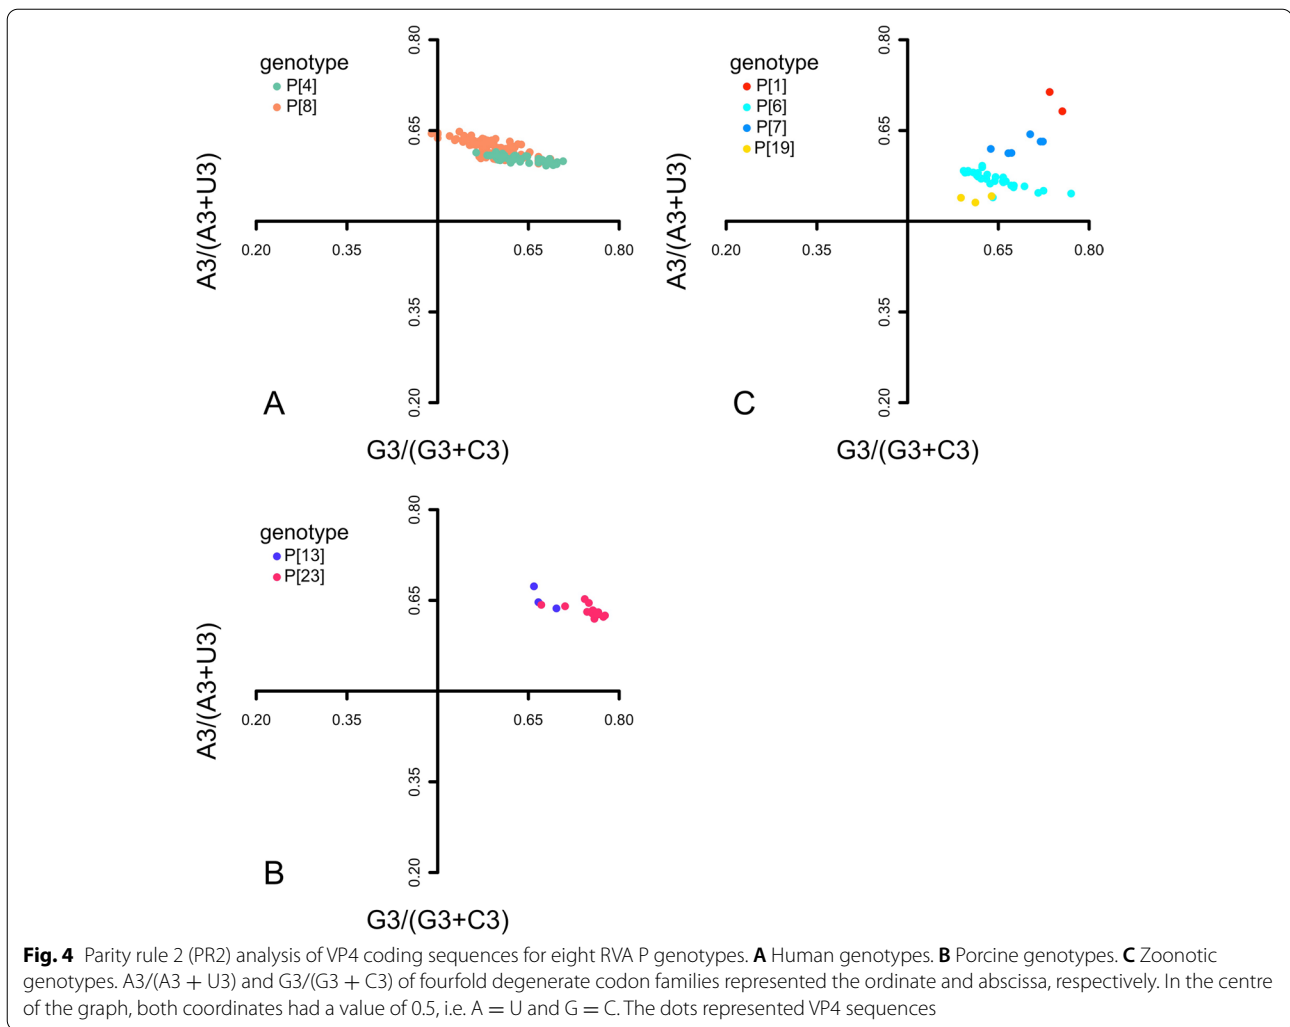 genotype
P[4]
P[8]
0.80
0.65
0.35
0.20
A3/(A3+U3)
0.20
0.35
0.65
0.80
A
G3/(G3+C3)
genotype
P[1]
P[6]
P[7]
P[19]
0.80
0.65
0.35
0.20
A3/(A3+U3)
0.20
0.35
0.65
0.80
C
G3/(G3+C3)
genotype
P[13]
P[23]
0.80
0.65
0.35
0.20
A3/(A3+U3)
0.20
0.35
0.65
0.80
B
G3/(G3+C3)
Fig. 4 Parity rule 2 (PR2) analysis of VP4 coding sequences for eight RVA P genotypes. A Human genotypes. B Porcine genotypes. C Zoonotic
genotypes. A3/(A3 + U3) and G3/(G3 + C3) of fourfold degenerate codon families represented the ordinate and abscissa, respectively. In the centre
of the graph, both coordinates had a value of 0.5, i.e. A = U and G = C. The dots represented VP4 sequences